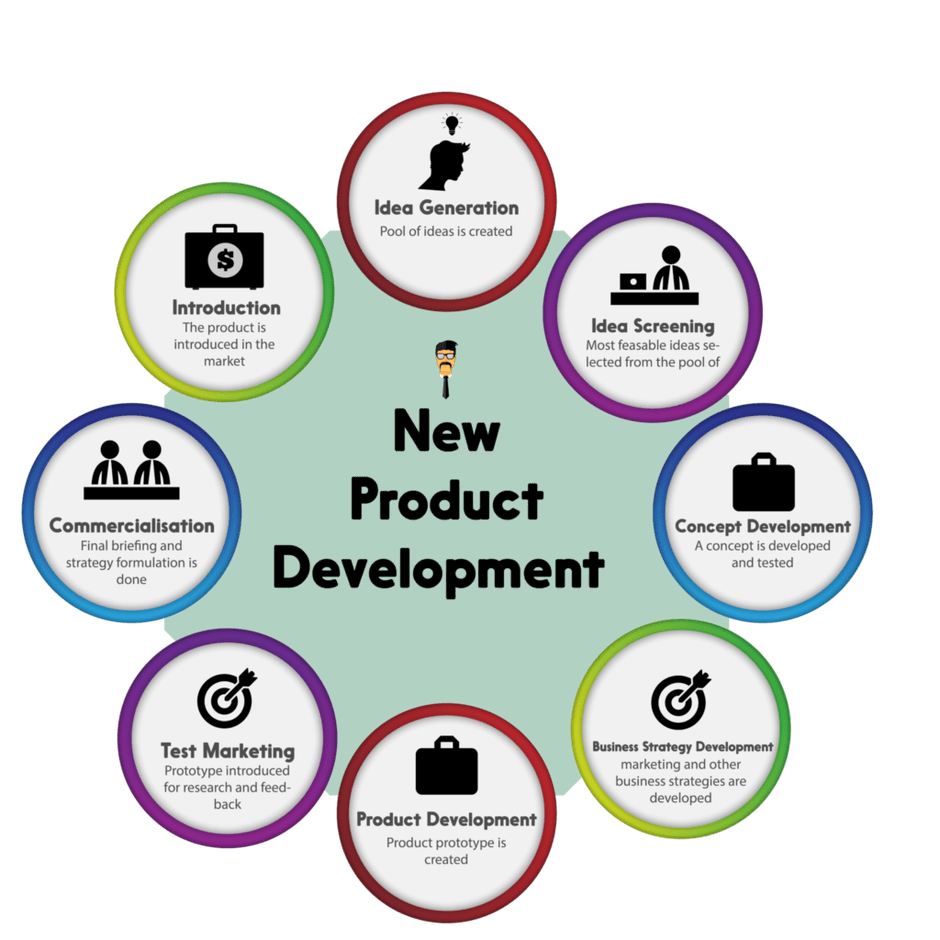 Idea Generation
Pool of ideas is created
Idea Screening
Most feasable ideas se-
lected from the pool of
Concept Development
A concept is developed
and tested
Business Strategy Development
marketing and other
business strategies are
developed
Product Development
Product prototype is
created
Test Marketing
Prototype introduced
for research and feed-
back
Commercialisation
Final briefing and
strategy formulation is
done
Introduction
$
The product is
introduced in the
market
New
Product
Development